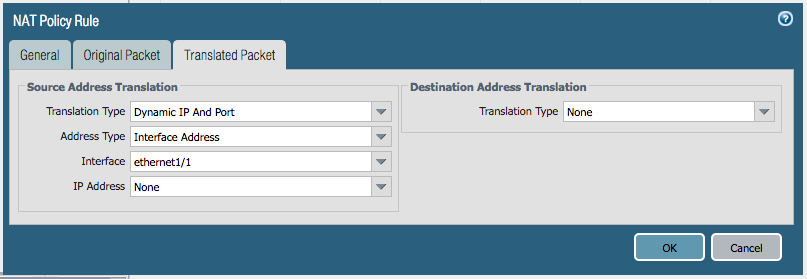 NAT Policy Rule
?
General
Original Packet
Translated Packet
Source Address Translation
Translation Type Dynamic IP And Port
Address Type Interface Address
Interface ethernet1/1
IP Address None
Destination Address Translation
Translation Type None
OK
Cancel